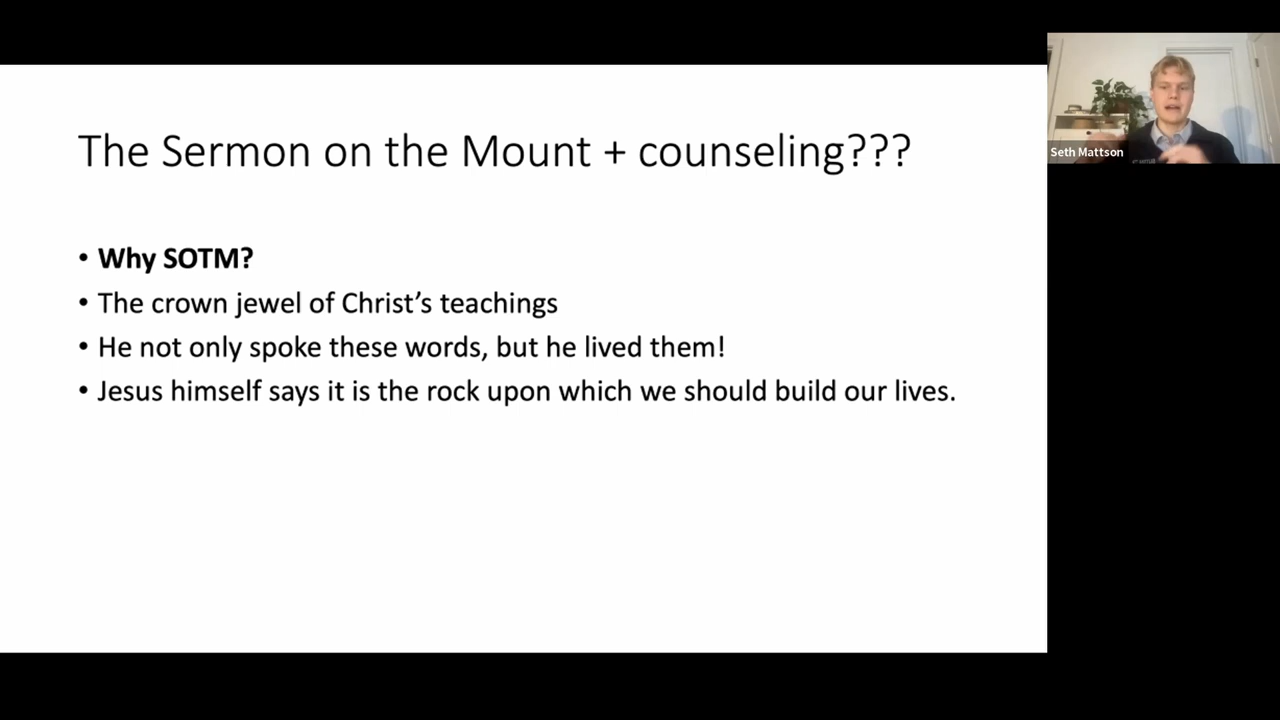 The Sermon on the Mount + counseling???
• Why SOTM?
• The crown jewel of Christ’s teachings
• He not only spoke these words, but he lived them!
• Jesus himself says it is the rock upon which we should build our lives.
Seth Mattson